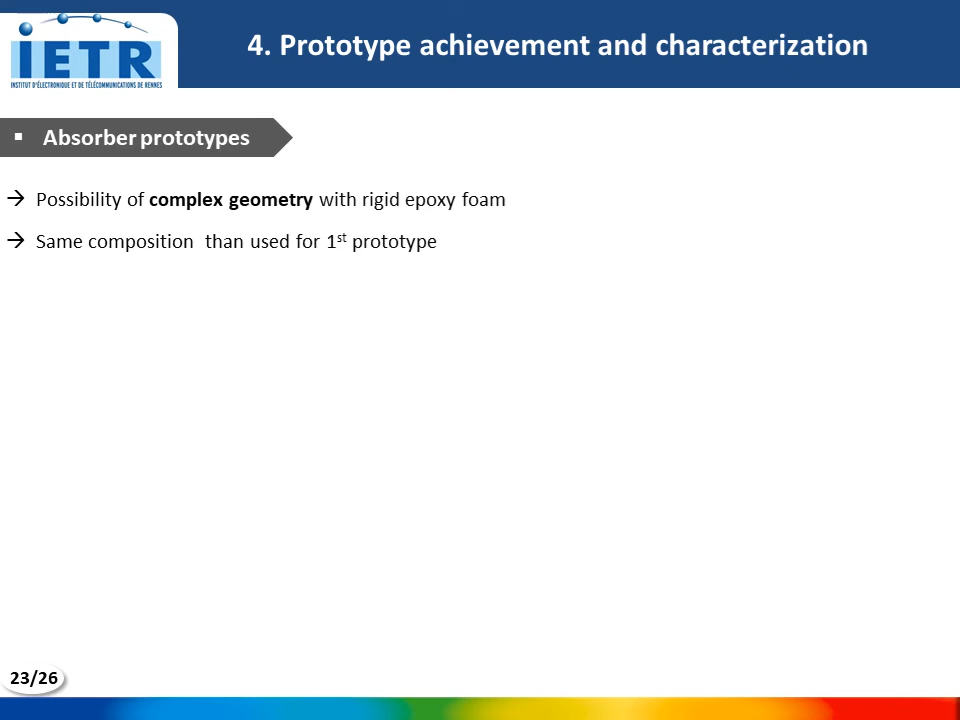 iETR
INSTITUT D'ÉLECTRONIQUE ET DE TÉLÉCOMMUNICATIONS DE RENNES
4. Prototype achievement and characterization
▪ Absorber prototypes
→ Possibility of complex geometry with rigid epoxy foam
→ Same composition than used for 1st prototype
23/26